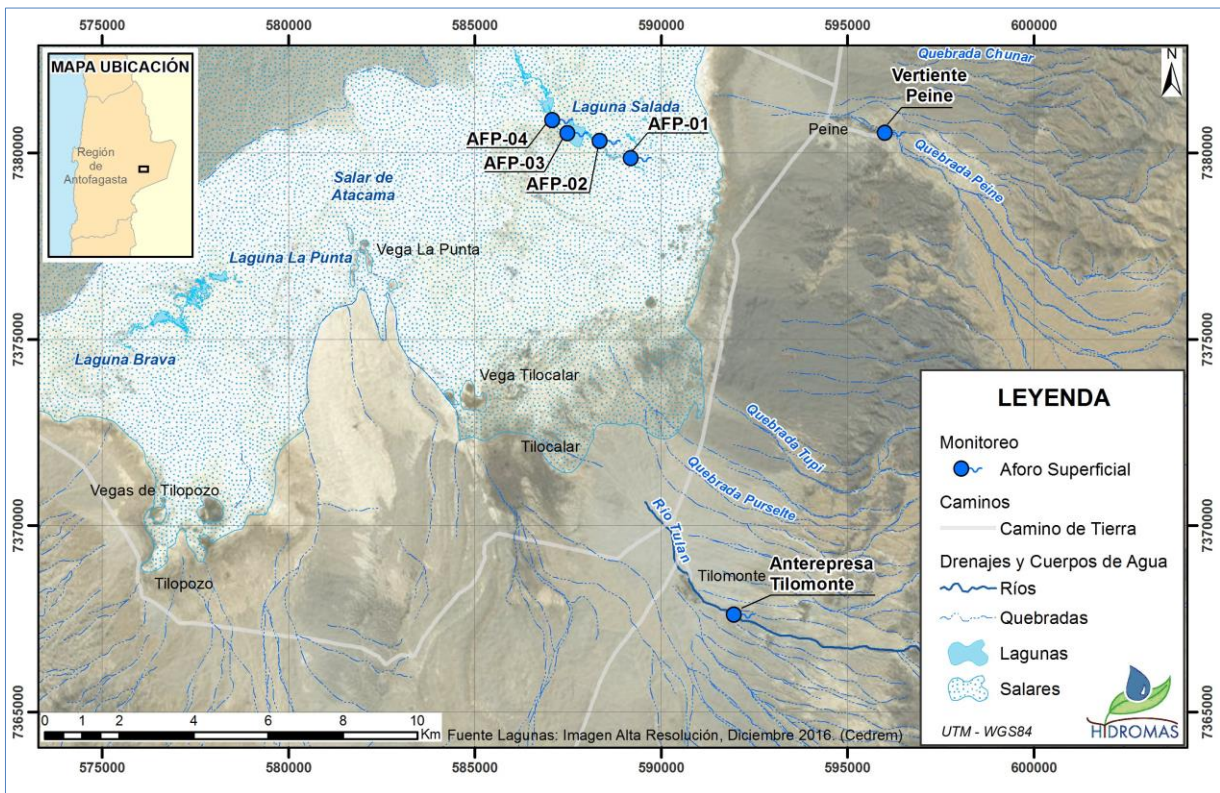 575000
580000
585000
590000
595000
600000
MAPA UBICACIÓN
Región
de
Antofagasta
N
Quebrada Chunar
Vertiente
Peine
Laguna Salada
AFP-04
AFP-03
AFP-02
AFP-01
Peine
Quebrada Peine
7380000
7380000
Salar de
Atacama
Laguna La Punta
Vega La Punta
7375000
7375000
Laguna Brava
Vega Tilocalar
Tilocalar
Quebrada Tupi
Quebrada Purselte
Vegas de Tilopozo
7370000
7370000
Río Tulan
Tilopozo
Tilomonte
Anterepresa
Tilomonte
LEYENDA
Monitoreo
Aforo Superficial
Caminos
Camino de Tierra
Drenajes y Cuerpos de Agua
Ríos
Quebradas
Lagunas
Salares
UTM - WGS84
HIDROMAS
7365000
7365000
0 1 2 4 6 8 10
Km
Fuente Lagunas: Imagen Alta Resolución, Diciembre 2016. (Cedrem)
575000
580000
585000
590000
595000
600000